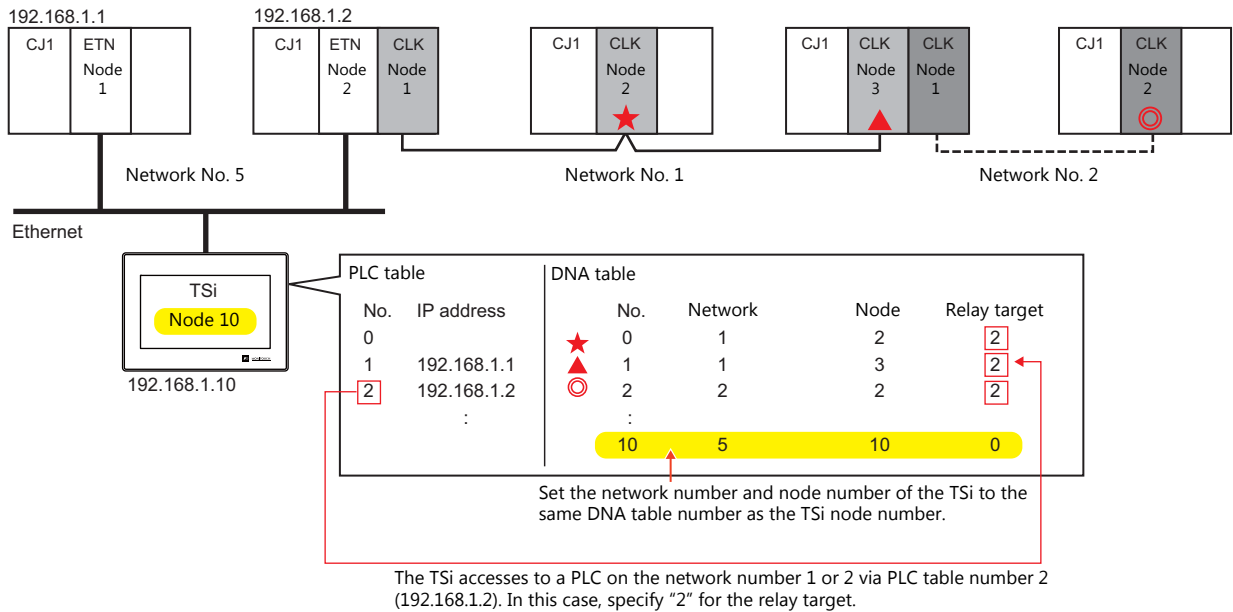 192.168.1.1
192.168.1.2
CJ1 ETN Node 1
CJ1 ETN Node 2 CLK Node 1
CJ1 CLK Node 2
CJ1 CLK Node 3 CLK Node 1
CJ1 CLK Node 2
Network No. 5
Network No. 1
Network No. 2
Ethernet
TSi
Node 10
192.168.1.10
PLC table
No. IP address
0
1 192.168.1.1
2 192.168.1.2
:
DNA table
No. Network Node Relay target
0 1 2 2
1 1 3 2
2 2 2 2
:
10 5 10 0
Set the network number and node number of the TSi to the
same DNA table number as the TSi node number.
The TSi accesses to a PLC on the network number 1 or 2 via PLC table number 2
(192.168.1.2). In this case, specify “2” for the relay target.